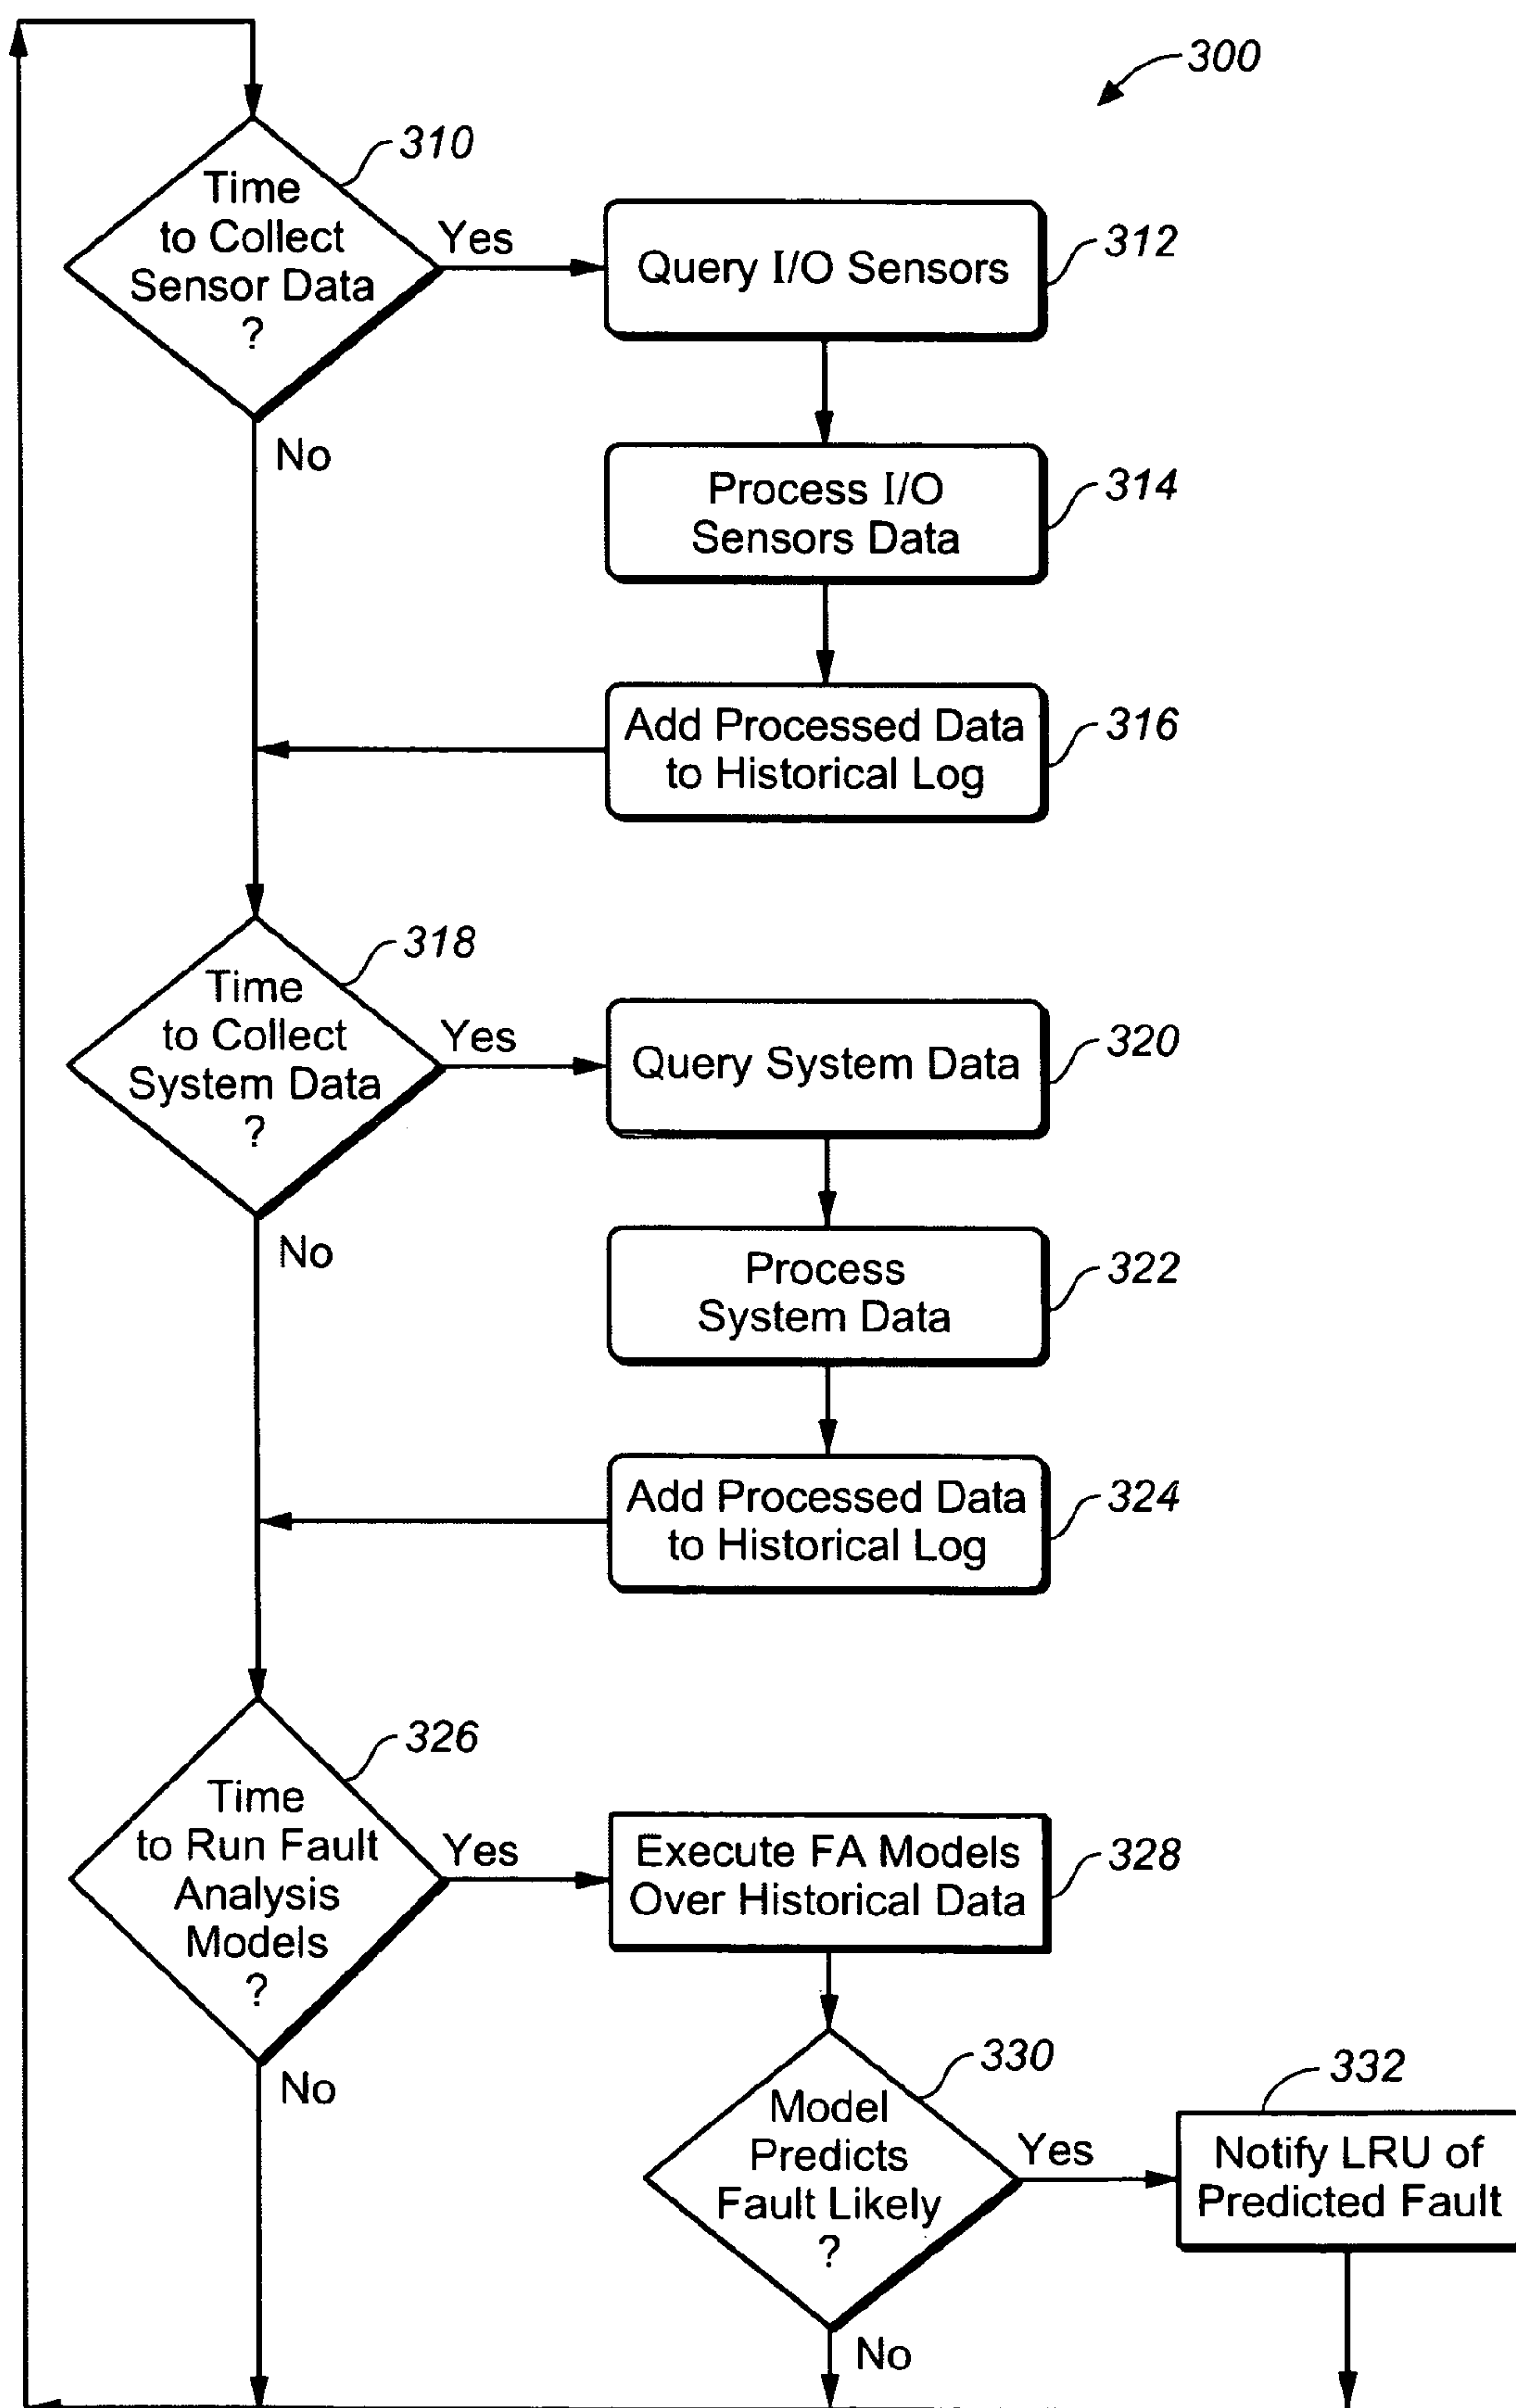 300
310
Time
to Collect
Sensor Data
?
Yes
No
Query I/O Sensors
312
Process I/O
Sensors Data
314
Add Processed Data
to Historical Log
316
318
Time
to Collect
System Data
?
Yes
No
Query System Data
320
Process
System Data
322
Add Processed Data
to Historical Log
324
326
Time
to Run Fault
Analysis
Models
?
Yes
No
Execute FA Models
Over Historical Data
328
330
Model
Predicts
Fault Likely
?
Yes
No
332
Notify LRU of
Predicted Fault